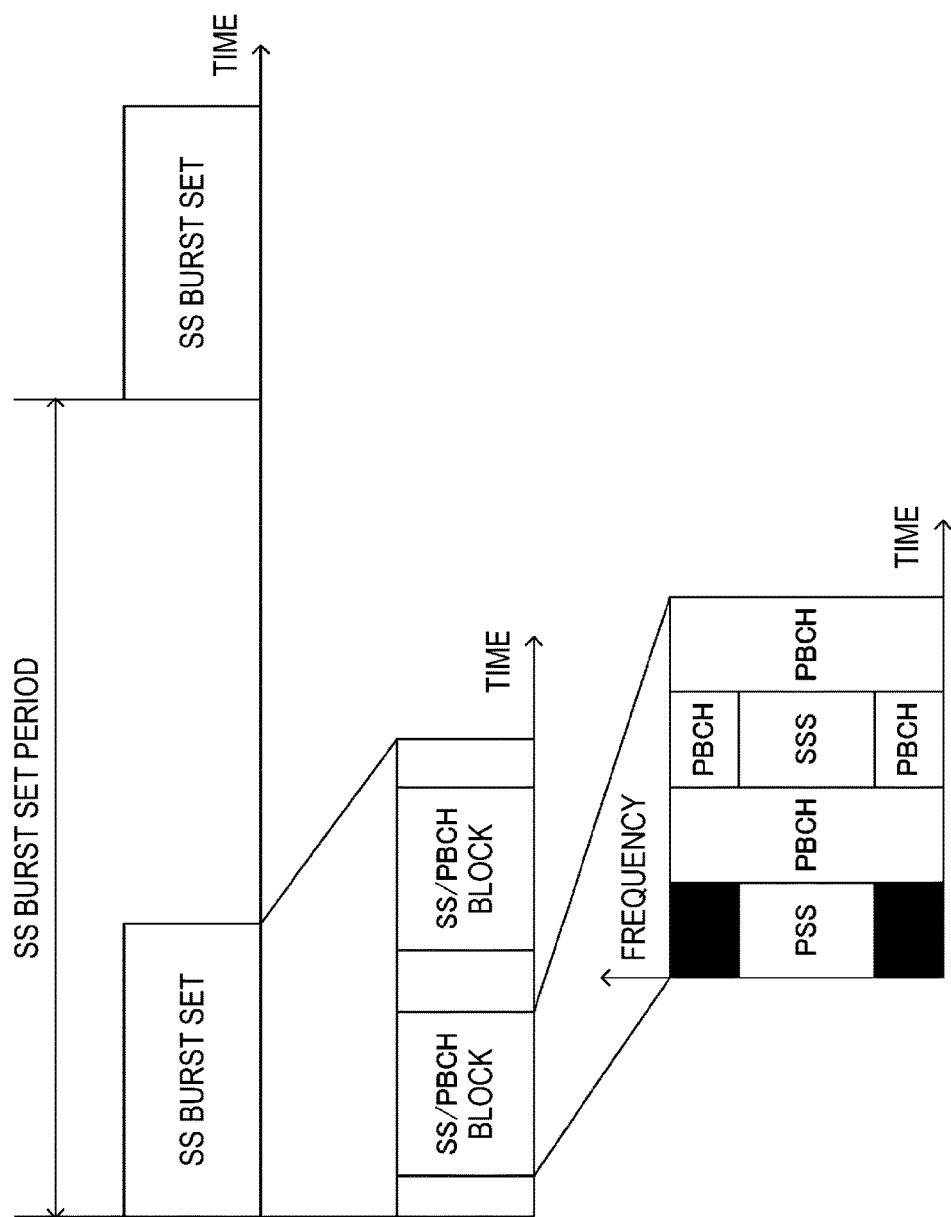 SS BURST SET PERIOD
SS BURST SET
SS BURST SET
TIME
SS/PBCH
BLOCK
SS/PBCH
BLOCK
TIME
FREQUENCY
PSS
PBCH
PBCH
SSS
PBCH
PBCH
TIME